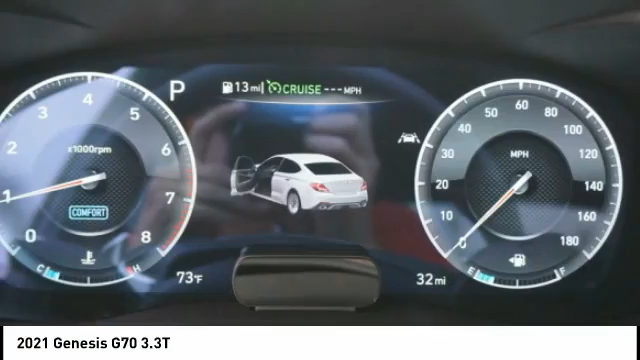 P
13 mi CRUISE --- MPH
0 1 2 3 4 5 6 7 8
x1000rpm
COMFORT
C H
73°F
0 10 20 30 40 50 60 80 100 120 140 160 180
MPH
E F
32 mi
2021 Genesis G70 3.3T